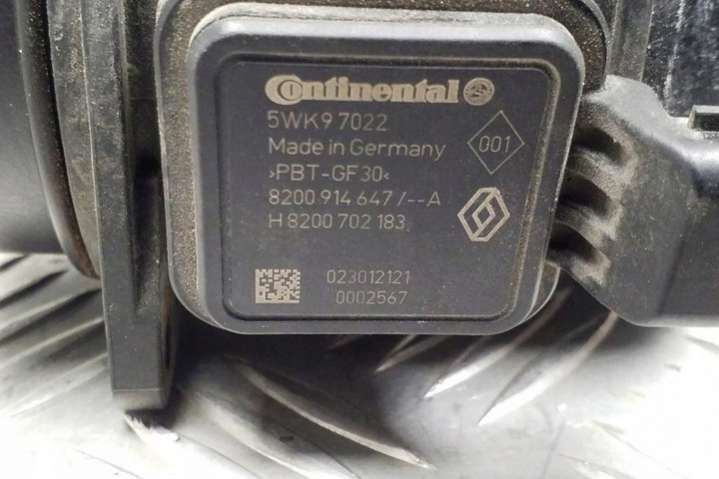 Continental
5WK9 7022
Made in Germany
001
>PBT-GF30<
8200 914 647 /--A
H 8200 702 183
023012121
0002567